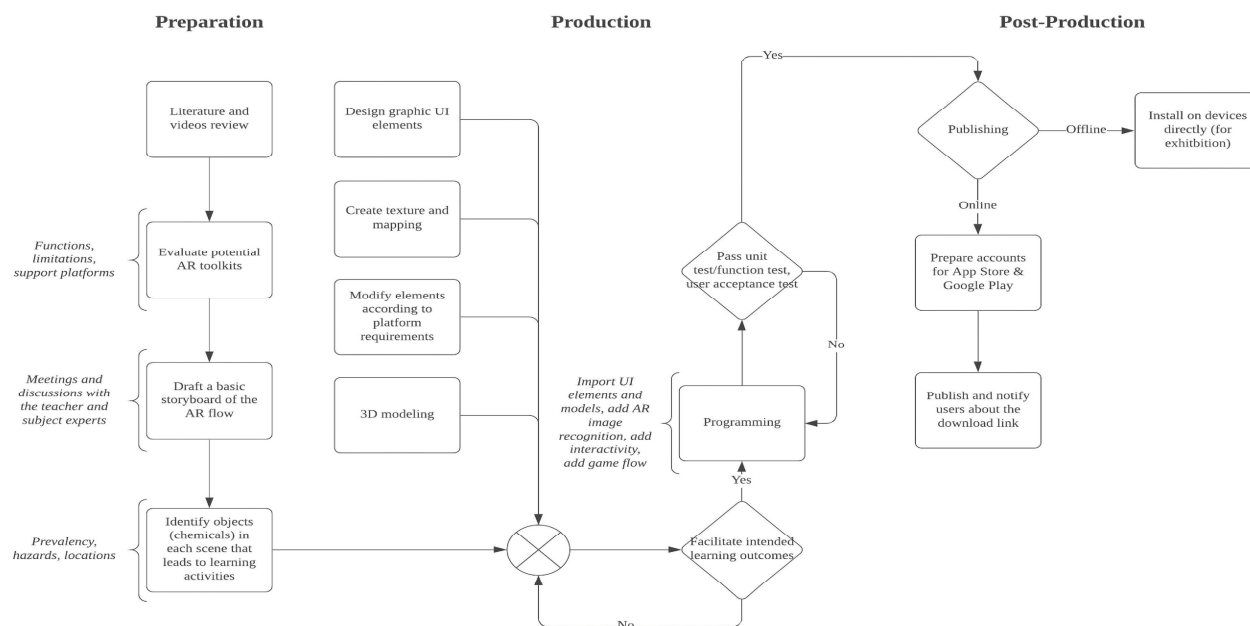 Preparation
Production
Post-Production
Literature and
videos review
Functions,
limitations,
support platforms
Evaluate potential
AR toolkits
Meetings and
discussions with
the teacher and
subject experts
Draft a basic
storyboard of the
AR flow
Prevalency,
hazards, locations
Identify objects
(chemicals) in
each scene that
leads to learning
activities
Design graphic UI
elements
Create texture and
mapping
Modify elements
according to
platform
requirements
3D modeling
Facilitate intended
learning outcomes
No
Yes
Import UI
elements and
models, add AR
image
recognition, add
interactivity,
add game flow
Programming
Pass unit
test/function test,
user acceptance test
No
Yes
Publishing
Offline
Install on devices
directly (for
exhitbition)
Online
Prepare accounts
for App Store &
Google Play
Publish and notify
users about the
download link